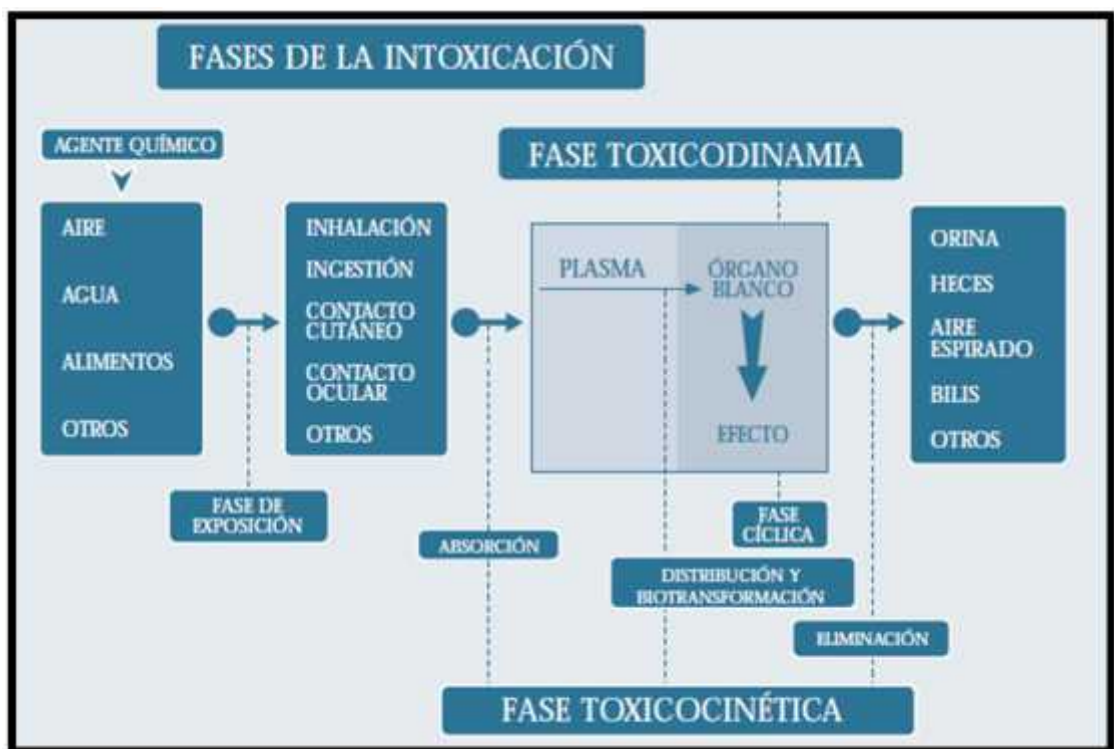 FASES DE LA INTOXICACIÓN
AGENTE QUÍMICO
AIRE
AGUA
ALIMENTOS
OTROS
FASE DE
EXPOSICIÓN
INHALACIÓN
INGESTIÓN
CONTACTO
CUTÁNEO
CONTACTO
OCULAR
OTROS
ABSORCIÓN
FASE TOXICODINAMIA
PLASMA
ÓRGANO
BLANCO
EFECTO
FASE
CÍCLICA
DISTRIBUCIÓN Y
BIOTRANSFORMACIÓN
ELIMINACIÓN
ORINA
HECES
AIRE
ESPIRADO
BILIS
OTROS
FASE TOXICOCINÉTICA